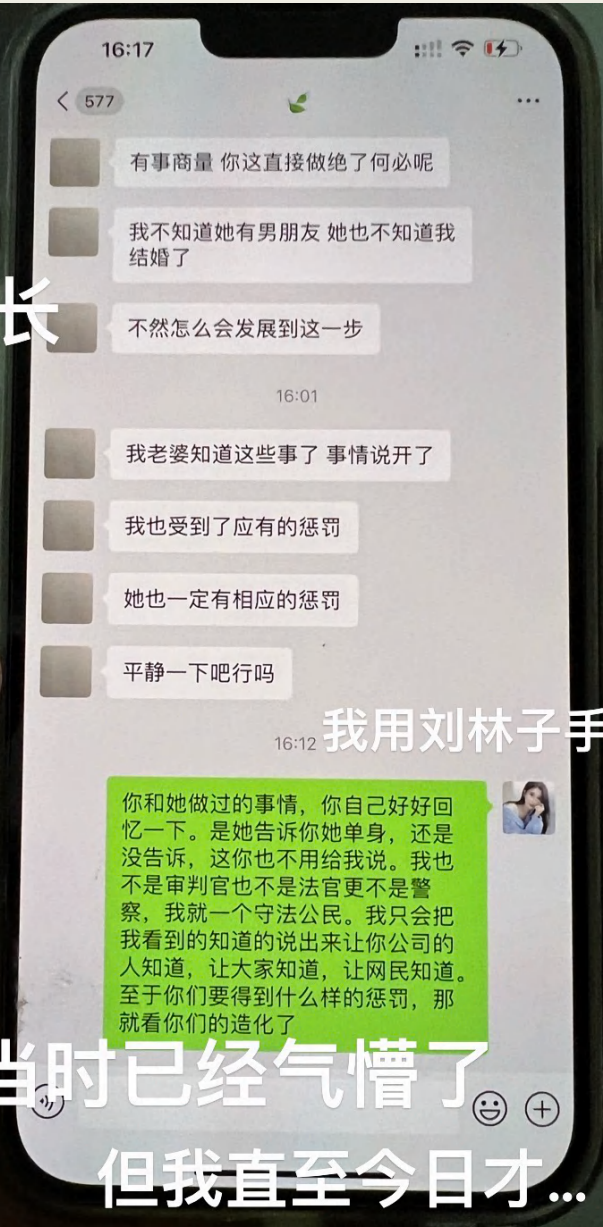 16:17
577
有事商量 你这直接做绝了何必呢
我不知道她有男朋友 她也不知道我
结婚了
长
不然怎么会发展到这一步
16:01
我老婆知道这些事了 事情说开了
我也受到了应有的惩罚
她也一定有相应的惩罚
平静一下吧行吗
16:12
我用刘林子手
你和她做过的事情，你自己好好回
忆一下。是她告诉你她单身，还是
没告诉，这你也不用给我说。我也
不是审判官也不是法官更不是警
察，我就一个守法公民。我只会把
我看到的知道的说出来让你公司的
人知道，让大家知道，让网民知道。
至于你们要得到什么样的惩罚，那
就看你们的造化了
当时已经气懵了
但我直至今日才...